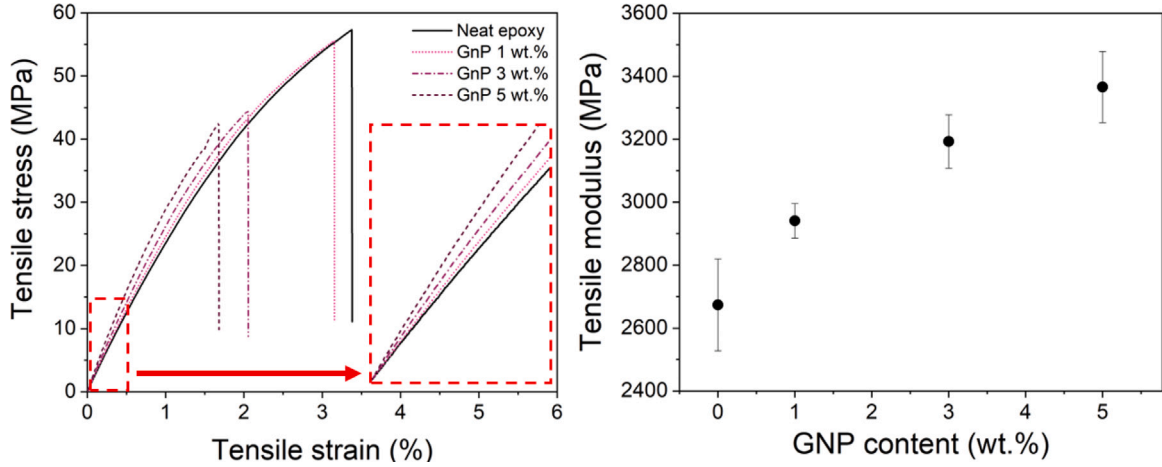 Tensile stress (MPa)
60
50
40
30
20
10
0
Neat epoxy
GnP 1 wt.%
GnP 3 wt.%
GnP 5 wt.%
0 1 2 3 4 5 6
Tensile strain (%)
Tensile modulus (MPa)
3600
3400
3200
3000
2800
2600
2400
0 1 2 3 4 5
GNP content (wt.%)